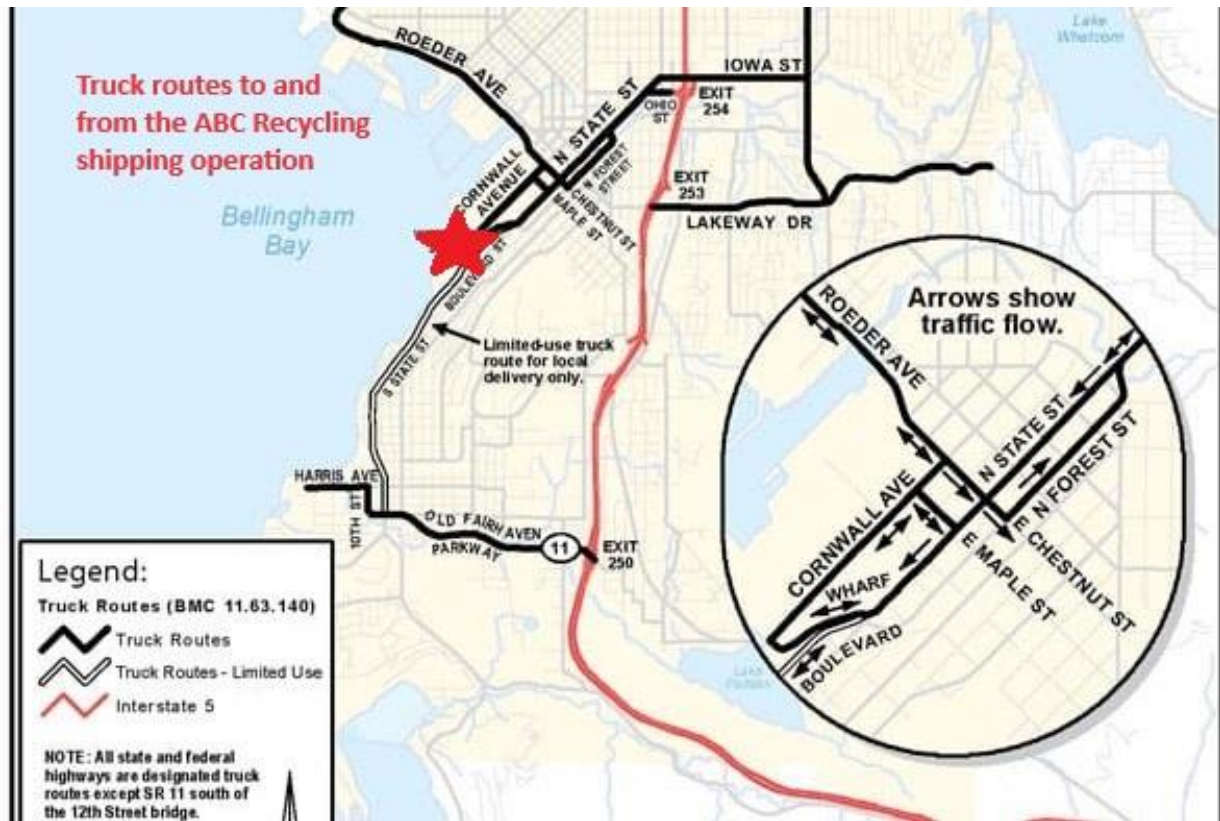 Truck routes to and
from the ABC Recycling
shipping operation
Bellingham
Bay
Lake
Whatcom
ROEDER AVE
IOWA ST
N STATE ST
OHIO
ST
EXIT
254
CORNWALL
AVENUE
N FOREST
STREET
CHESTNUT ST
MAPLE ST
EXIT
253
LAKEWAY DR
BOULEVARD ST
S STATE ST
Limited-use truck
route for local
delivery only.
HARRIS AVE
10TH ST
OLD FAIRHAVEN
PARKWAY
11
EXIT
250
Lake
Padden
Arrows show
traffic flow.
ROEDER AVE
N STATE ST
E N FOREST ST
CORNWALL AVE
E CHESTNUT ST
E MAPLE ST
WHARF
BOULEVARD
Legend:
Truck Routes (BMC 11.63.140)
Truck Routes
Truck Routes - Limited Use
Interstate 5
NOTE: All state and federal
highways are designated truck
routes except SR 11 south of
the 12th Street bridge.